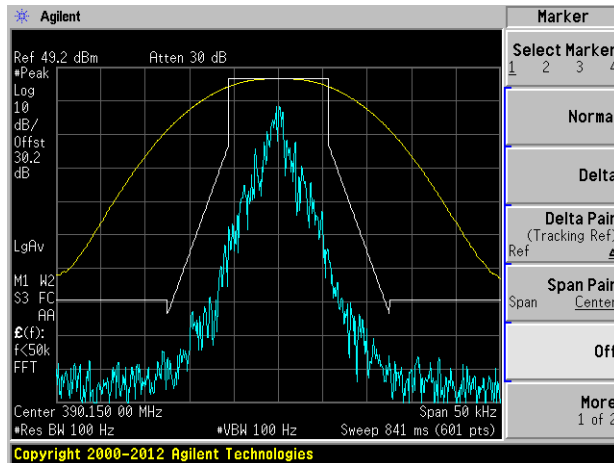 Agilent
Marker
Ref 49.2 dBm Atten 30 dB
#Peak
Log
10
dB/
Offst
30.2
dB
LgAv
M1 W2
S3 FC
AA
£(f):
f<50k
FFT
Center 390.150 00 MHz Span 50 kHz
#Res BW 100 Hz #VBW 100 Hz Sweep 841 ms (601 pts)
Copyright 2000-2012 Agilent Technologies
Select Marker
1 2 3 4
Norma
Delta
Delta Pair
(Tracking Ref)
Ref
Span Pair
Span Center
Off
More
1 of 2